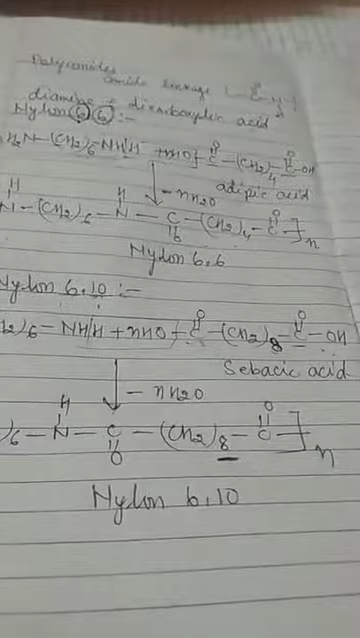 Polyamides
amide linkage
diamine + dicarboxylic acid
Nylon 6 6 :-
H2N-(CH2)6 NH/H + nHO-C(=O)-(CH2)4-C(=O)-OH
-nH2O adipic acid
N(H)-(CH2)6-N(H)-C(=O)-(CH2)4-C(=O)-]n
Nylon 6,6
Nylon 6,10 :-
H2)6-NH/H + nHO-C(=O)-(CH2)8-C(=O)-OH
Sebacic acid
-nH2O
)6-N(H)-C(=O)-(CH2)8-C(=O)-]n
Nylon 6,10